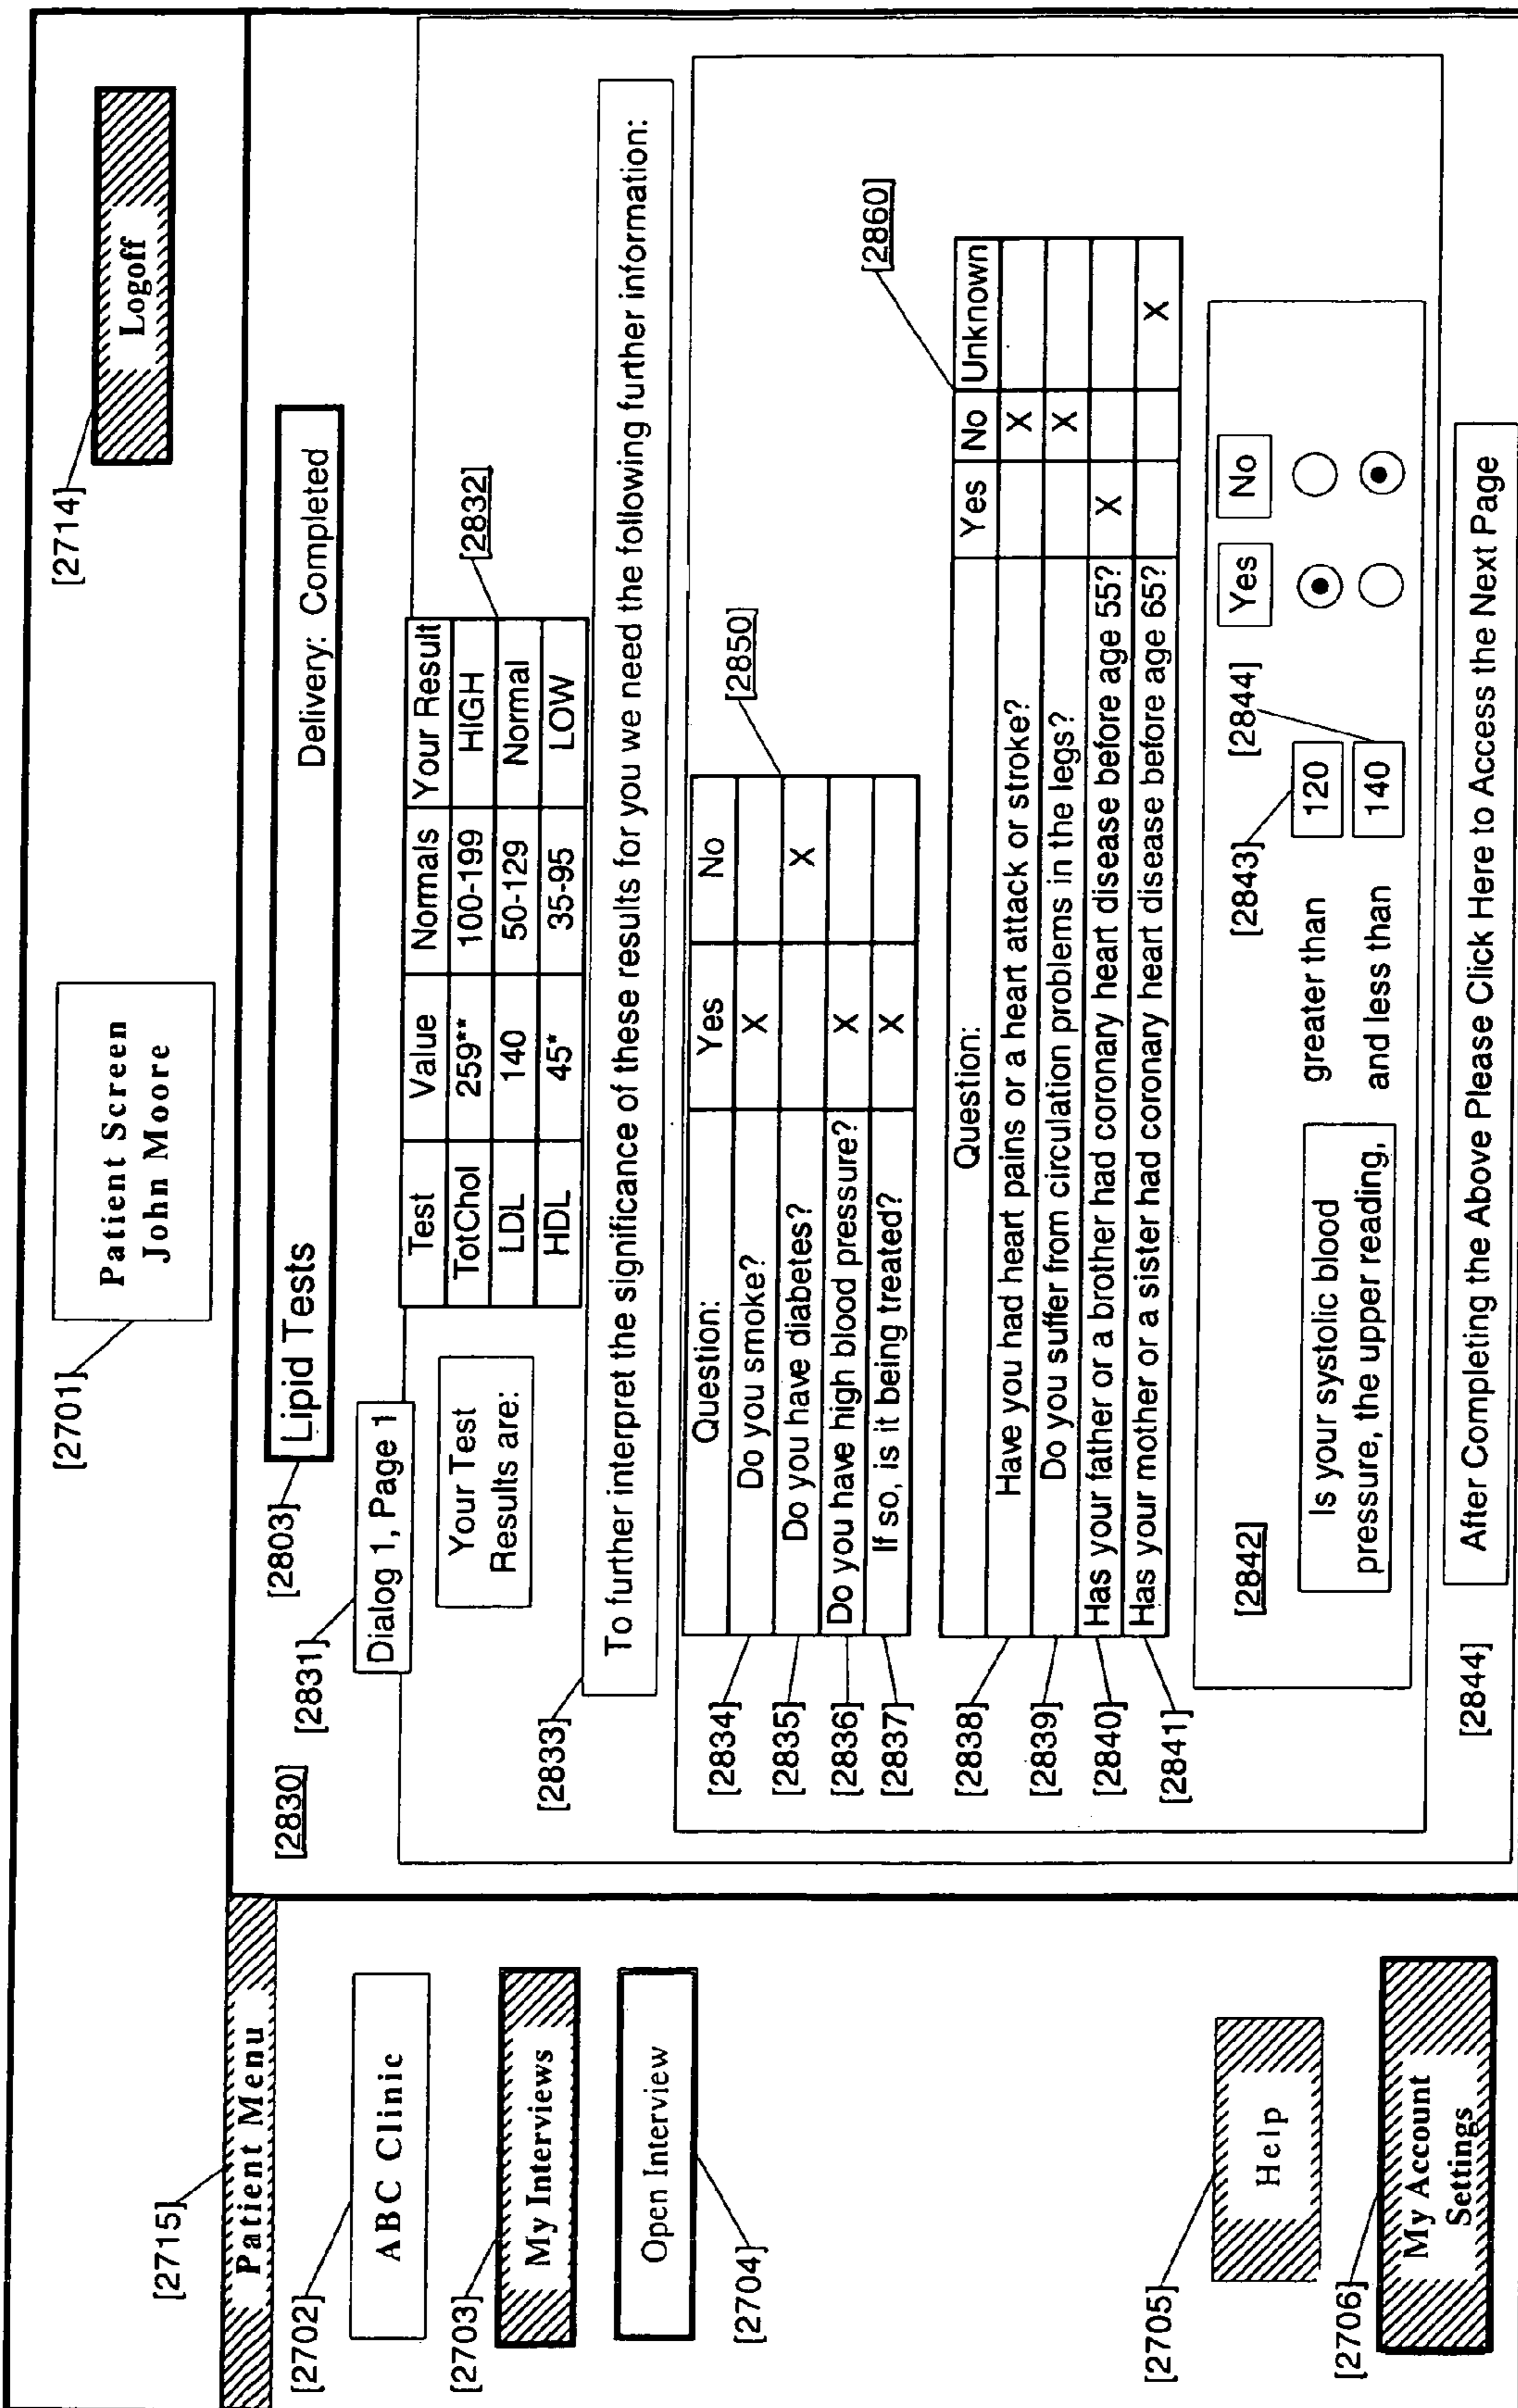 [2701]
Patient Screen
John Moore
[2714]
Logoff
[2715]
Patient Menu
[2702]
ABC Clinic
[2703]
My Interviews
Open Interview
[2704]
[2705]
Help
[2706]
My Account
Settings
[2803]
Lipid Tests Delivery: Completed
[2830]
[2831]
Dialog 1, Page 1
Your Test
Results are:
Test Value Normals Your Result
TotChol 259** 100-199 HIGH
LDL 140 50-129 Normal
HDL 45* 35-95 LOW
[2832]
[2833]
To further interpret the significance of these results for you we need the following further information:
Question: Yes No
[2850]
[2834] Do you smoke? X
[2835] Do you have diabetes? X
[2836] Do you have high blood pressure? X
[2837] If so, is it being treated? X
[2860]
Question: Yes No Unknown
[2838] Have you had heart pains or a heart attack or stroke? X
[2839] Do you suffer from circulation problems in the legs? X
[2840] Has your father or a brother had coronary heart disease before age 55? X
[2841] Has your mother or a sister had coronary heart disease before age 65? X
[2842]
[2843] [2844] Yes No
Is your systolic blood
pressure, the upper reading,
greater than 120
and less than 140
[2844]
After Completing the Above Please Click Here to Access the Next Page